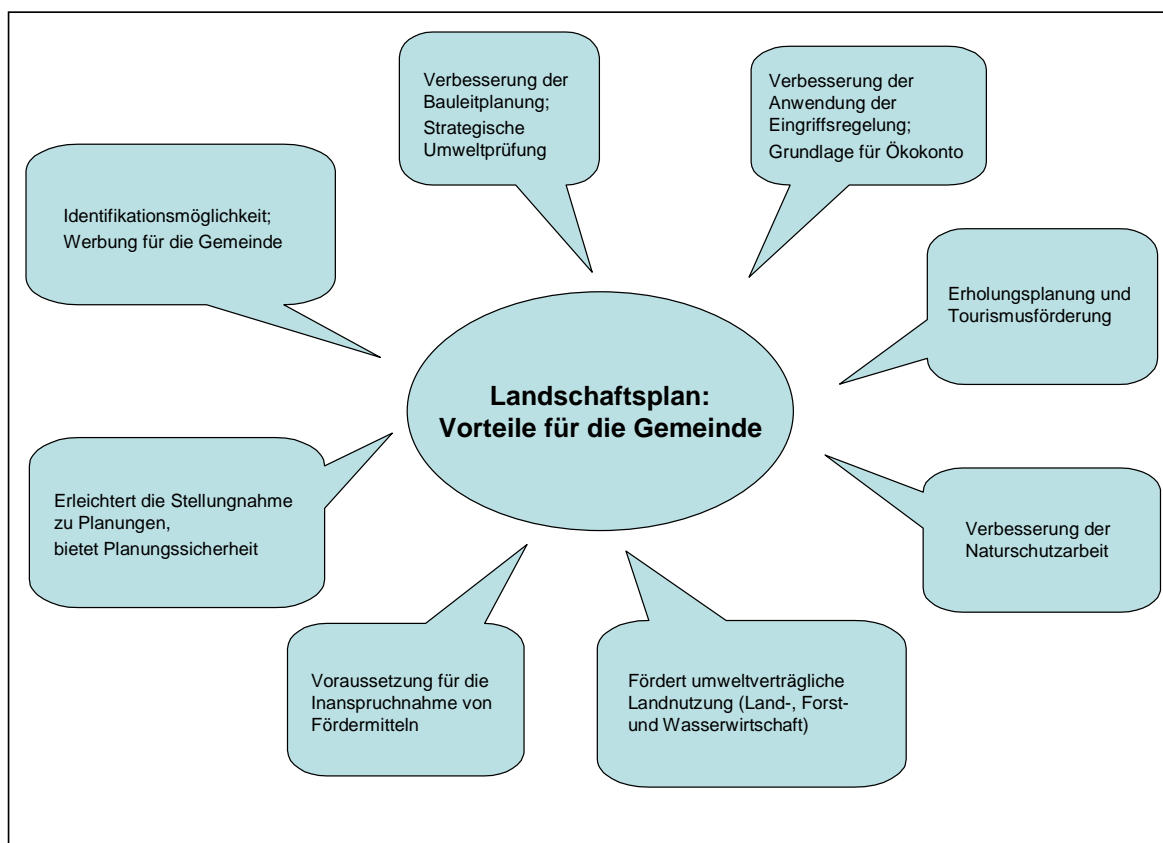 Verbesserung der
Bauleitplanung;
Strategische
Umweltprüfung
Verbesserung der
Anwendung der
Eingriffsregelung;
Grundlage für Ökokonto
Identifikationsmöglichkeit;
Werbung für die Gemeinde
Erholungsplanung und
Tourismusförderung
Landschaftsplan:
Vorteile für die Gemeinde
Erleichtert die Stellungnahme
zu Planungen,
bietet Planungssicherheit
Verbesserung der
Naturschutzarbeit
Voraussetzung für die
Inanspruchnahme von
Fördermitteln
Fördert umweltverträgliche
Landnutzung (Land-, Forst-
und Wasserwirtschaft)